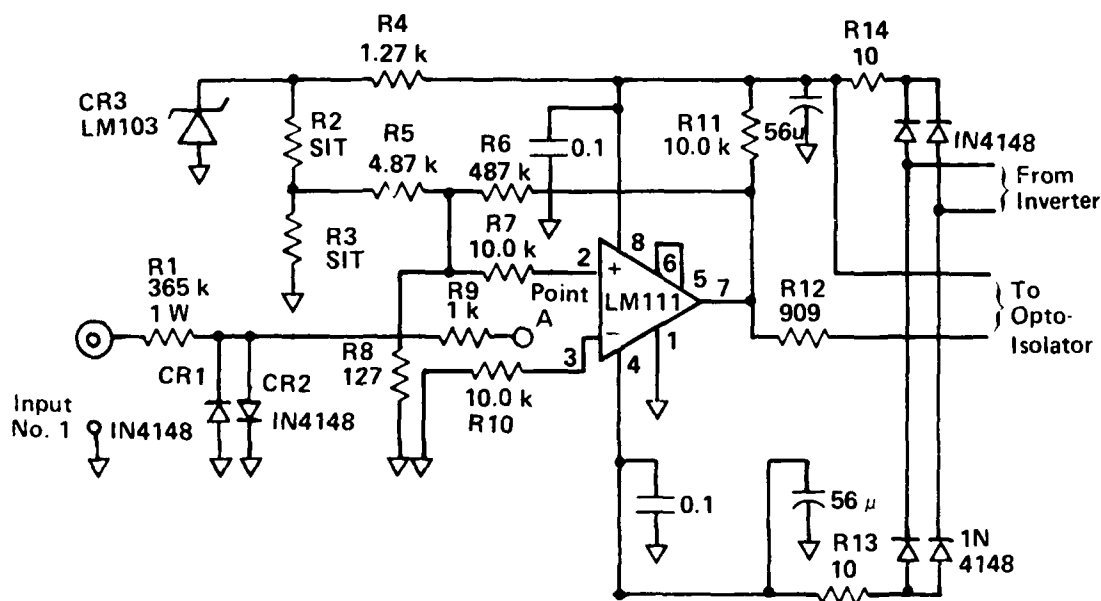 R4
1.27 k
R14
10
CR3
LM103
R2
SIT
R5
4.87 k
R6
487 k
0.1
R11
10.0 k
56u
IN4148
From
Inverter
R3
SIT
R7
10.0 k
2
+
8
6
5
7
LM111
R1
365 k
1 W
R9
1 k
Point
A
R12
909
To
Opto-
Isolator
−
3
4
1
R8
127
10.0 k
R10
CR1
CR2
IN4148
Input
No. 1
IN4148
0.1
56 μ
R13
10
1N
4148